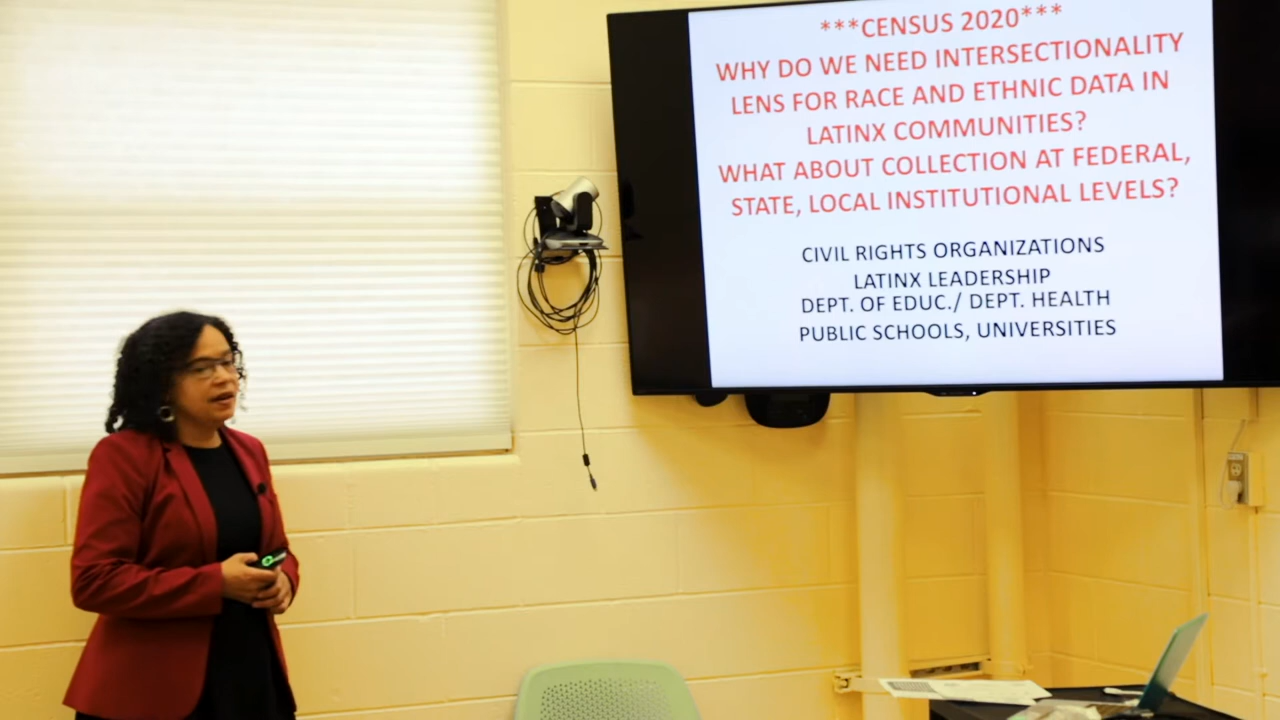 ***CENSUS 2020***
WHY DO WE NEED INTERSECTIONALITY
LENS FOR RACE AND ETHNIC DATA IN
LATINX COMMUNITIES?
WHAT ABOUT COLLECTION AT FEDERAL,
STATE, LOCAL INSTITUTIONAL LEVELS?
CIVIL RIGHTS ORGANIZATIONS
LATINX LEADERSHIP
DEPT. OF EDUC./ DEPT. HEALTH
PUBLIC SCHOOLS, UNIVERSITIES